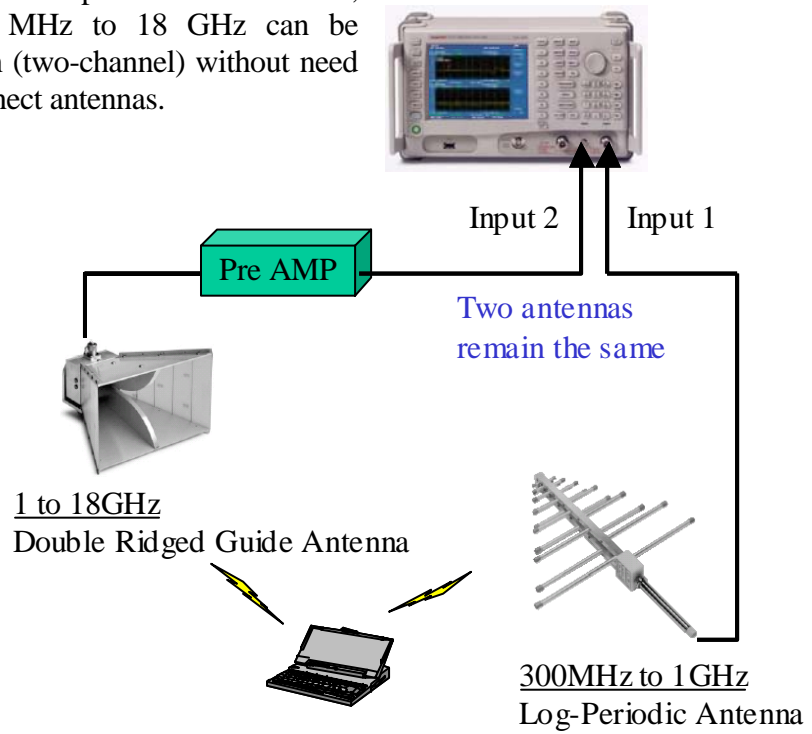 MHz to 18 GHz can be
(two-channel) without need
nect antennas.
Input 2
Input 1
Pre AMP
Two antennas
remain the same
1 to 18GHz
Double Ridged Guide Antenna
300MHz to 1GHz
Log-Periodic Antenna